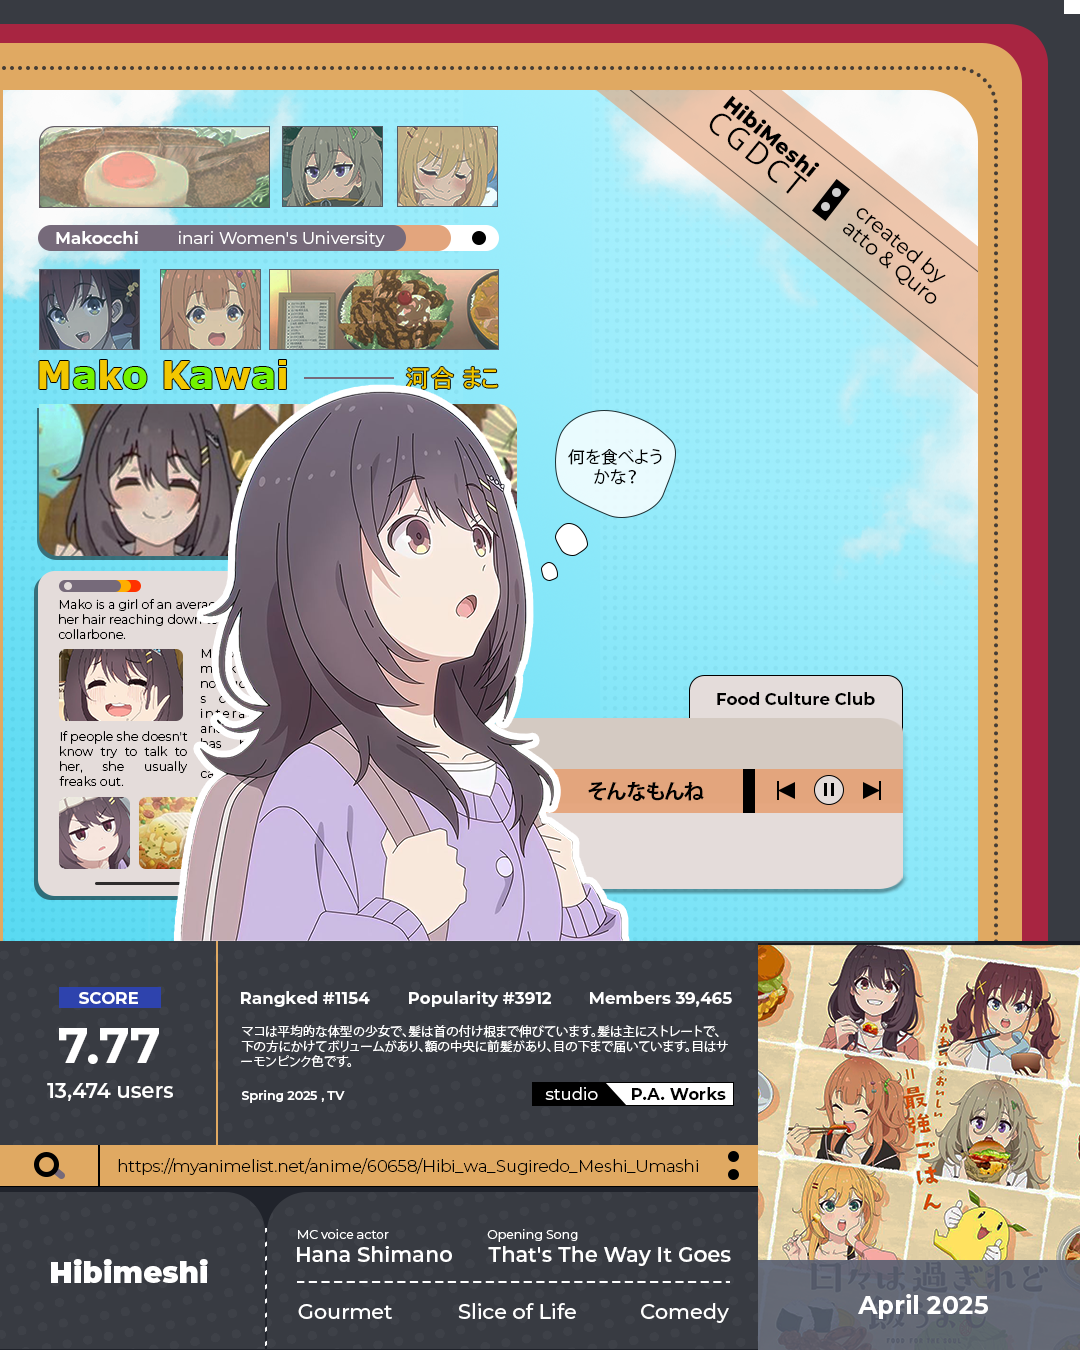 HibiMeshi
CGDCT
created by
atto & Quro
Makocchi inari Women's University
Mako Kawai 河合 まこ
何を食べよう
かな?
Mako is a girl of an average
her hair reaching down to
collarbone.
If people she doesn't
know try to talk to
her, she usually
freaks out.
Food Culture Club
そんなもんね
SCORE
7.77
13,474 users
Rangked #1154 Popularity #3912 Members 39,465
マコは平均的な体型の少女で、髪は首の付け根まで伸びています。髪は主にストレートで、
下の方にかけてボリュームがあり、額の中央に前髪があり、目の下まで届いています。目はサ
ーモンピンク色です。
Spring 2025 , TV
studio P.A. Works
https://myanimelist.net/anime/60658/Hibi_wa_Sugiredo_Meshi_Umashi
Hibimeshi
MC voice actor
Hana Shimano
Opening Song
That's The Way It Goes
Gourmet Slice of Life Comedy
最強ごはん
日々は過ぎれど
飯うまし
April 2025